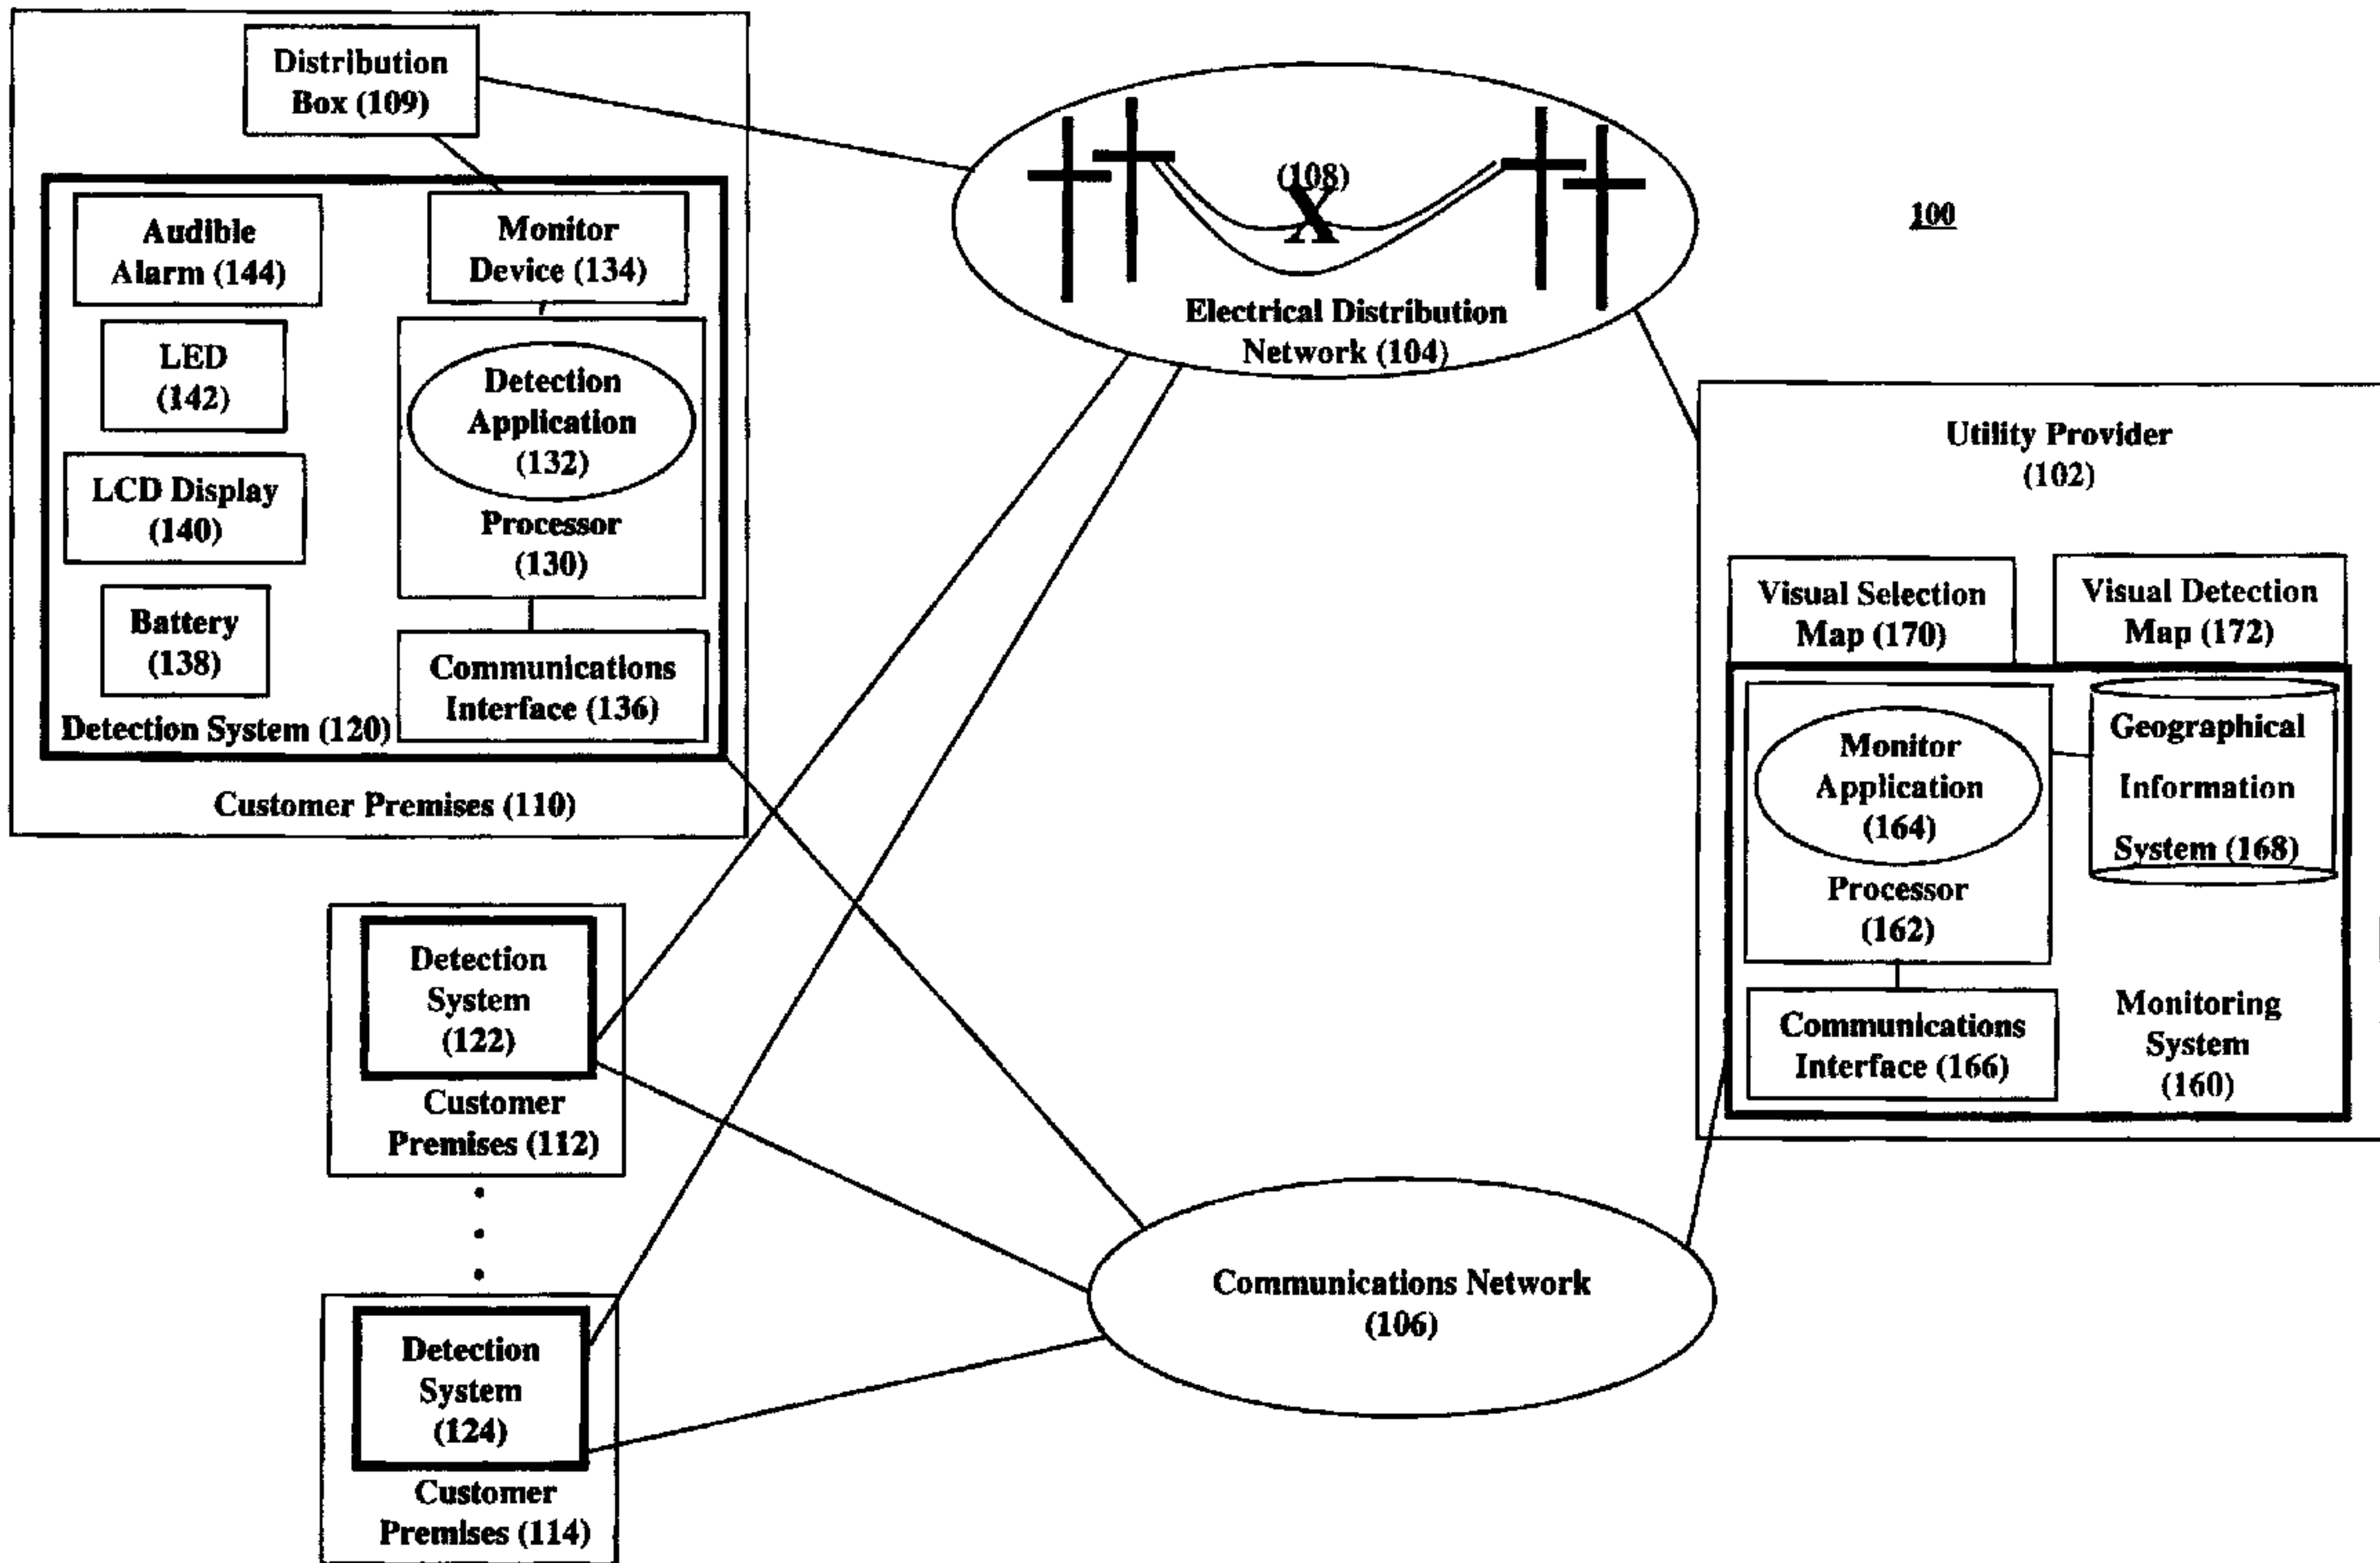 Distribution
Box (109)
Audible
Alarm (144)
Monitor
Device (134)
LED
(142)
Detection
Application
(132)
LCD Display
(140)
Processor
(130)
Battery
(138)
Communications
Interface (136)
Detection System (120)
Customer Premises (110)
(108)
X
Electrical Distribution
Network (104)
100
Utility Provider
(102)
Visual Selection
Map (170)
Visual Detection
Map (172)
Monitor
Application
(164)
Geographical
Information
System (168)
Processor
(162)
Communications
Interface (166)
Monitoring
System
(160)
Detection
System
(122)
Customer
Premises (112)
Detection
System
(124)
Customer
Premises (114)
Communications Network
(106)